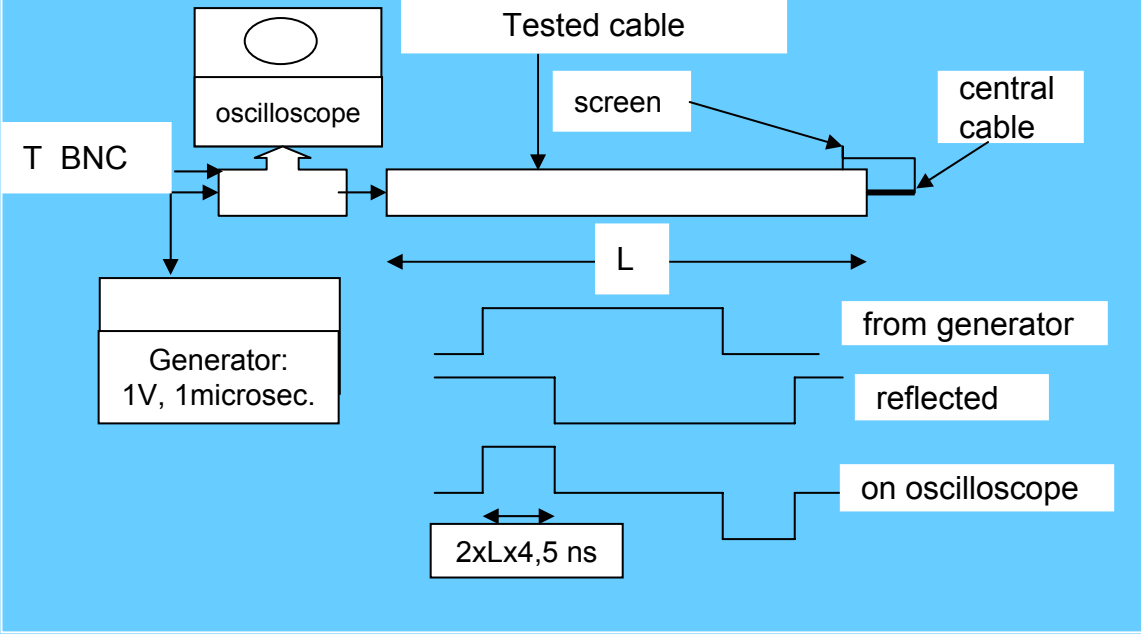 Tested cable
oscilloscope
screen
central
cable
T BNC
L
Generator:
1V, 1microsec.
from generator
reflected
on oscilloscope
2xLx4,5 ns